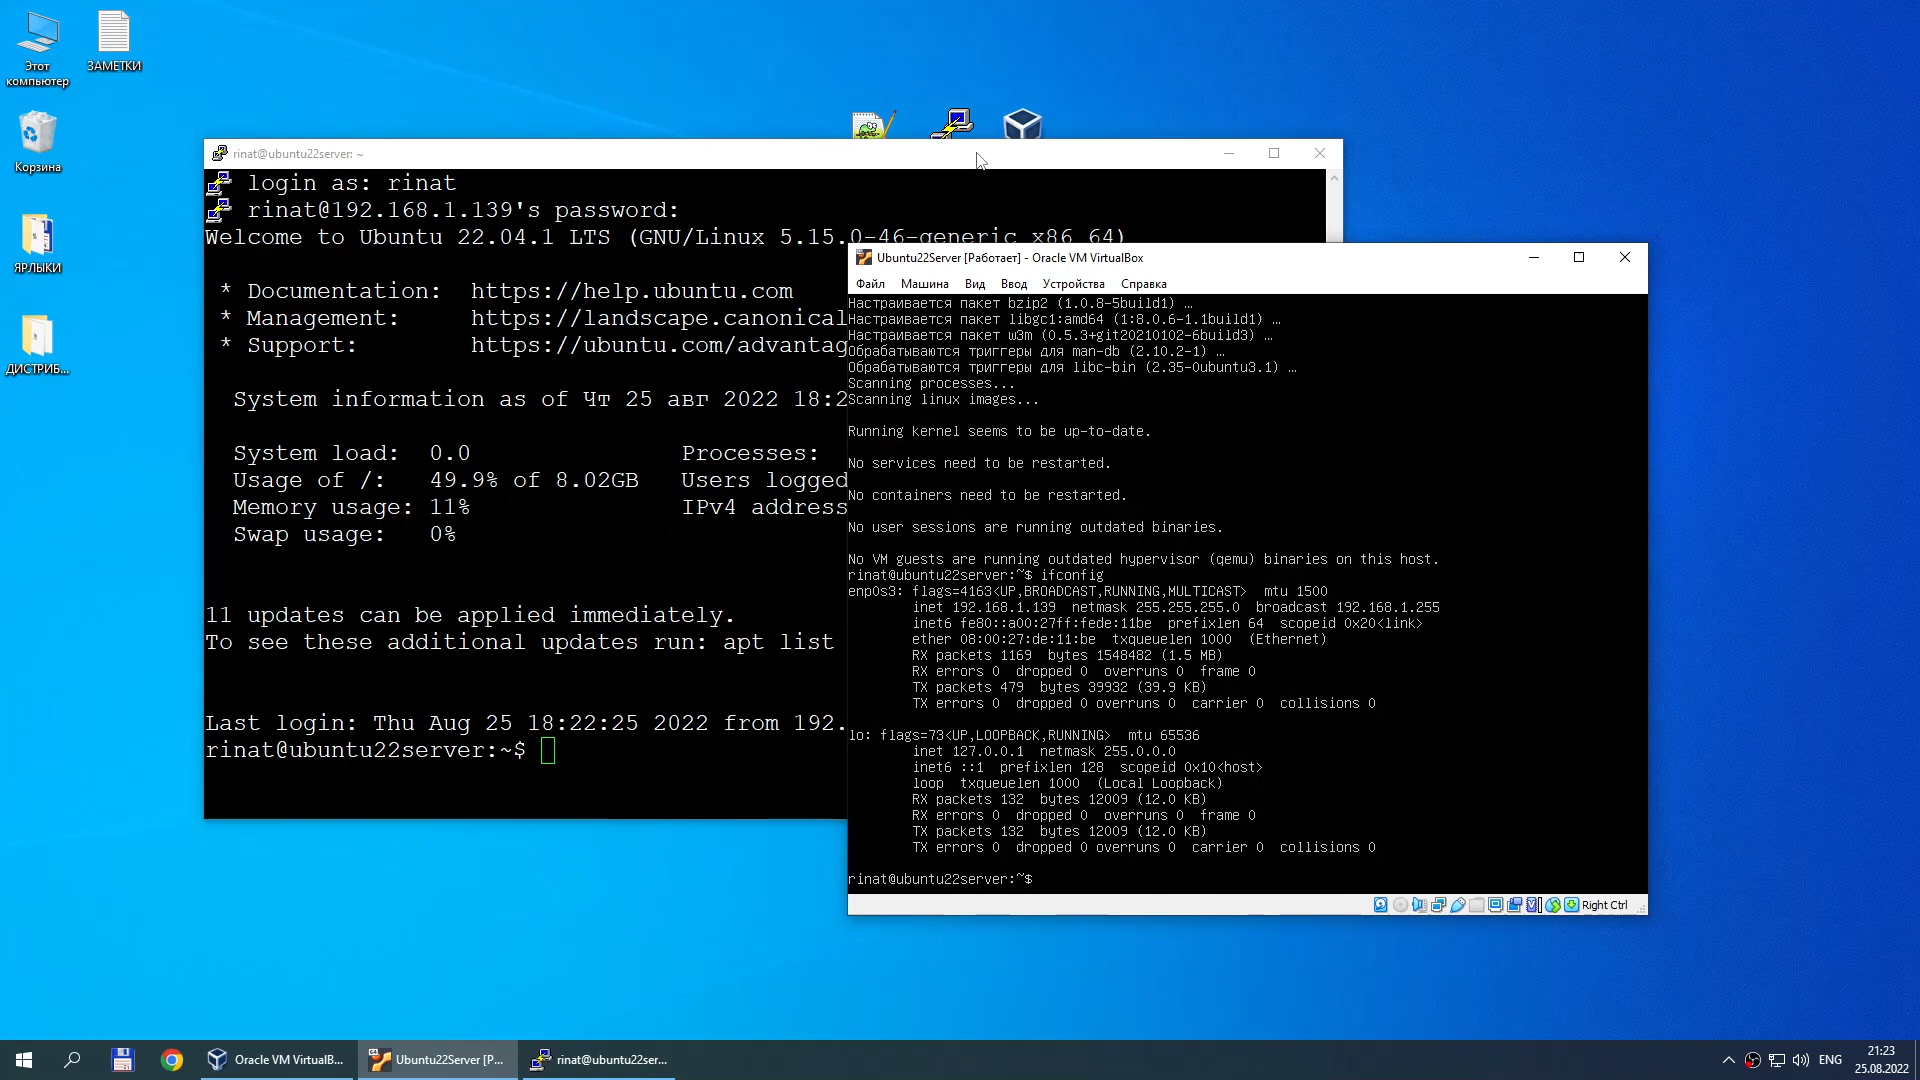 Этот компьютер
ЗАМЕТКИ
Корзина
ЯРЛЫКИ
ДИСТРИБ...
rinat@ubuntu22server: ~
login as: rinat
rinat@192.168.1.139's password:
Welcome to Ubuntu 22.04.1 LTS (GNU/Linux 5.15.0-46-generic x86_64)
* Documentation:  https://help.ubuntu.com
* Management:     https://landscape.canonical
* Support:        https://ubuntu.com/advantag
System information as of Чт 25 авг 2022 18:2
System load:  0.0                Processes:
Usage of /:   49.9% of 8.02GB   Users logged
Memory usage: 11%               IPv4 address
Swap usage:   0%
11 updates can be applied immediately.
To see these additional updates run: apt list
Last login: Thu Aug 25 18:22:25 2022 from 192.
rinat@ubuntu22server:~$
Ubuntu22Server [Работает] - Oracle VM VirtualBox
Файл Машина Вид Ввод Устройства Справка
Настраивается пакет bzip2 (1.0.8-5build1) …
Настраивается пакет libgc1:amd64 (1:8.0.6-1.1build1) …
Настраивается пакет w3m (0.5.3+git20210102-6build3) …
Обрабатываются триггеры для man-db (2.10.2-1) …
Обрабатываются триггеры для libc-bin (2.35-0ubuntu3.1) …
Scanning processes...
Scanning linux images...
Running kernel seems to be up-to-date.
No services need to be restarted.
No containers need to be restarted.
No user sessions are running outdated binaries.
No VM guests are running outdated hypervisor (qemu) binaries on this host.
rinat@ubuntu22server:~$ ifconfig
enp0s3: flags=4163<UP,BROADCAST,RUNNING,MULTICAST>  mtu 1500
inet 192.168.1.139  netmask 255.255.255.0  broadcast 192.168.1.255
inet6 fe80::a00:27ff:fede:11be  prefixlen 64  scopeid 0x20<link>
ether 08:00:27:de:11:be  txqueuelen 1000  (Ethernet)
RX packets 1169  bytes 1548482 (1.5 MB)
RX errors 0  dropped 0  overruns 0  frame 0
TX packets 479  bytes 39932 (39.9 KB)
TX errors 0  dropped 0 overruns 0  carrier 0  collisions 0
lo: flags=73<UP,LOOPBACK,RUNNING>  mtu 65536
inet 127.0.0.1  netmask 255.0.0.0
inet6 ::1  prefixlen 128  scopeid 0x10<host>
loop  txqueuelen 1000  (Local Loopback)
RX packets 132  bytes 12009 (12.0 KB)
RX errors 0  dropped 0  overruns 0  frame 0
TX packets 132  bytes 12009 (12.0 KB)
TX errors 0  dropped 0 overruns 0  carrier 0  collisions 0
rinat@ubuntu22server:~$
Right Ctrl
Oracle VM VirtualB...
Ubuntu22Server [P...
rinat@ubuntu22ser...
ENG
21:23
25.08.2022